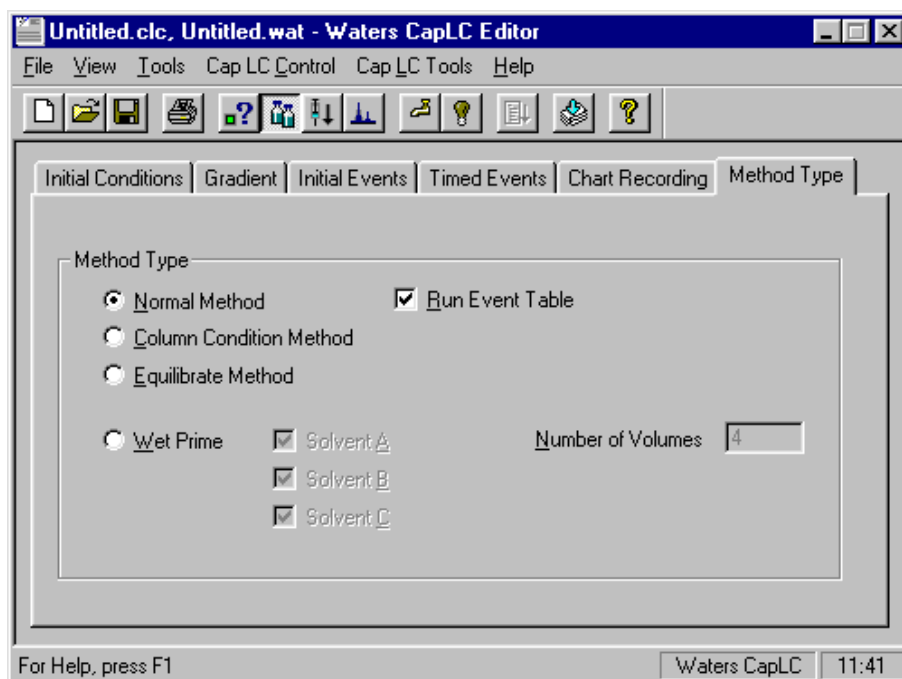 Untitled.clc, Untitled.wat - Waters CapLC Editor
File View Tools Cap LC Control Cap LC Tools Help
Initial Conditions Gradient Initial Events Timed Events Chart Recording Method Type
Method Type
Normal Method Run Event Table
Column Condition Method
Equilibrate Method
Wet Prime Solvent A Number of Volumes 4
Solvent B
Solvent C
For Help, press F1 Waters CapLC 11:41